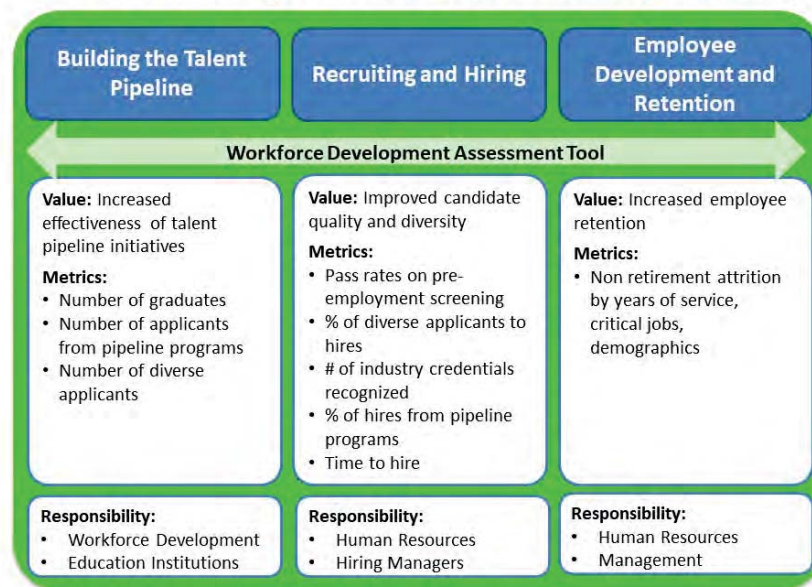 Building the Talent
Pipeline
Recruiting and Hiring
Employee
Development and
Retention
Workforce Development Assessment Tool
Value: Increased
effectiveness of talent
pipeline initiatives
Metrics:
• Number of graduates
• Number of applicants
from pipeline programs
• Number of diverse
applicants
Value: Improved candidate
quality and diversity
Metrics:
• Pass rates on pre-
employment screening
• % of diverse applicants to
hires
• # of industry credentials
recognized
• % of hires from pipeline
programs
• Time to hire
Value: Increased employee
retention
Metrics:
• Non retirement attrition
by years of service,
critical jobs,
demographics
Responsibility:
• Workforce Development
• Education Institutions
Responsibility:
• Human Resources
• Hiring Managers
Responsibility:
• Human Resources
• Management